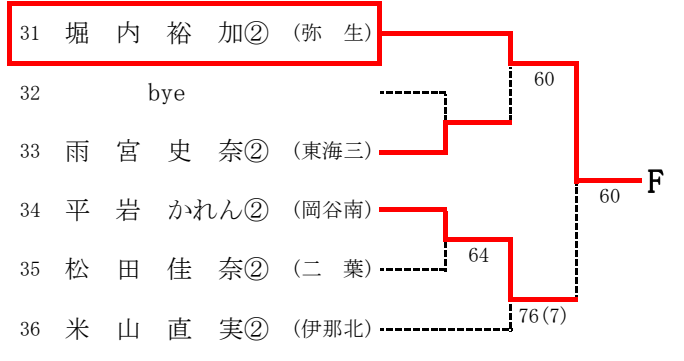 31 堀 内 裕 加② (弥 生)
60
32 bye
33 雨 宮 史 奈② (東海三)
F
60
34 平 岩 かれん② (岡谷南)
64
35 松 田 佳 奈② (二 葉)
76(7)
36 米 山 直 実② (伊那北)